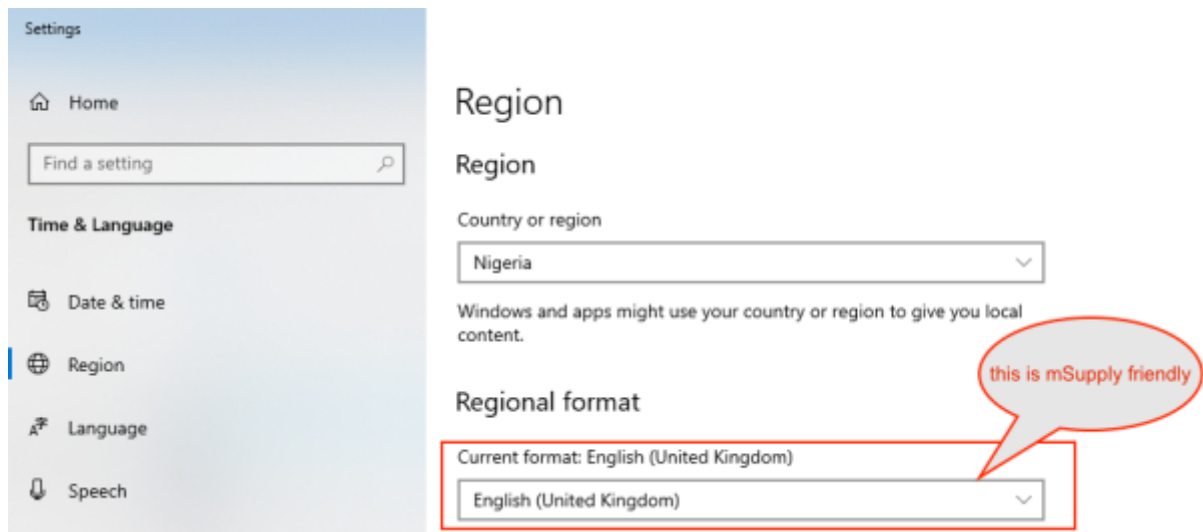 Settings
Home
Find a setting
Time & Language
Date & time
Region
Language
Speech
Region
Region
Country or region
Nigeria
Windows and apps might use your country or region to give you local
content.
Regional format
Current format: English (United Kingdom)
English (United Kingdom)
this is mSupply friendly